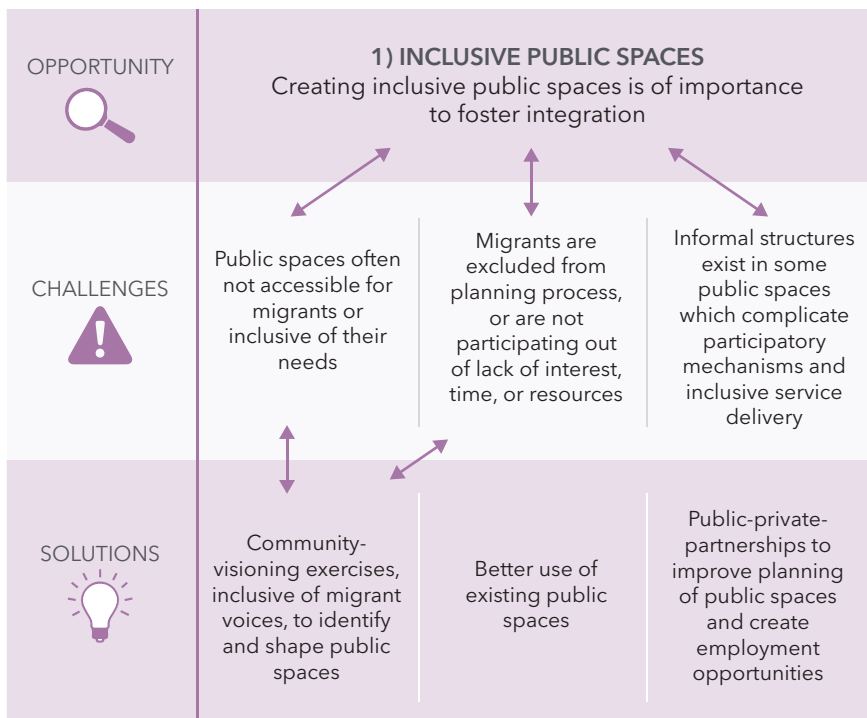 OPPORTUNITY
1) INCLUSIVE PUBLIC SPACES
Creating inclusive public spaces is of importance
to foster integration
CHALLENGES
Public spaces often
not accessible for
migrants or
inclusive of their
needs
Migrants are
excluded from
planning process,
or are not
participating out
of lack of interest,
time, or resources
Informal structures
exist in some
public spaces
which complicate
participatory
mechanisms and
inclusive service
delivery
SOLUTIONS
Community-
visioning exercises,
inclusive of migrant
voices, to identify
and shape public
spaces
Better use of
existing public
spaces
Public-private-
partnerships to
improve planning
of public spaces
and create
employment
opportunities